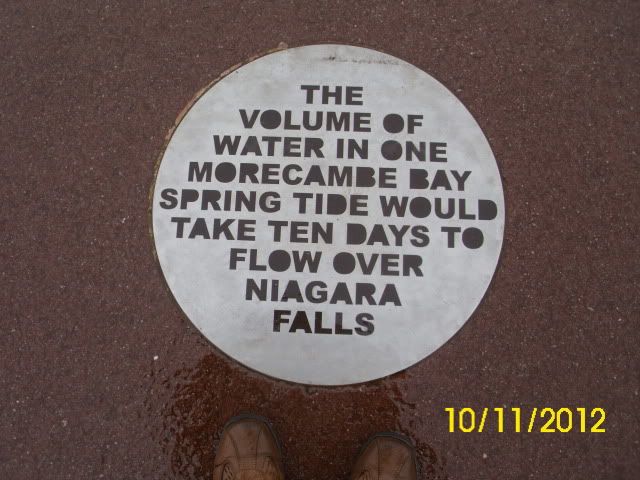 THE
VOLUME OF
WATER IN ONE
MORECAMBE BAY
SPRING TIDE WOULD
TAKE TEN DAYS TO
FLOW OVER
NIAGARA
FALLS
10/11/2012